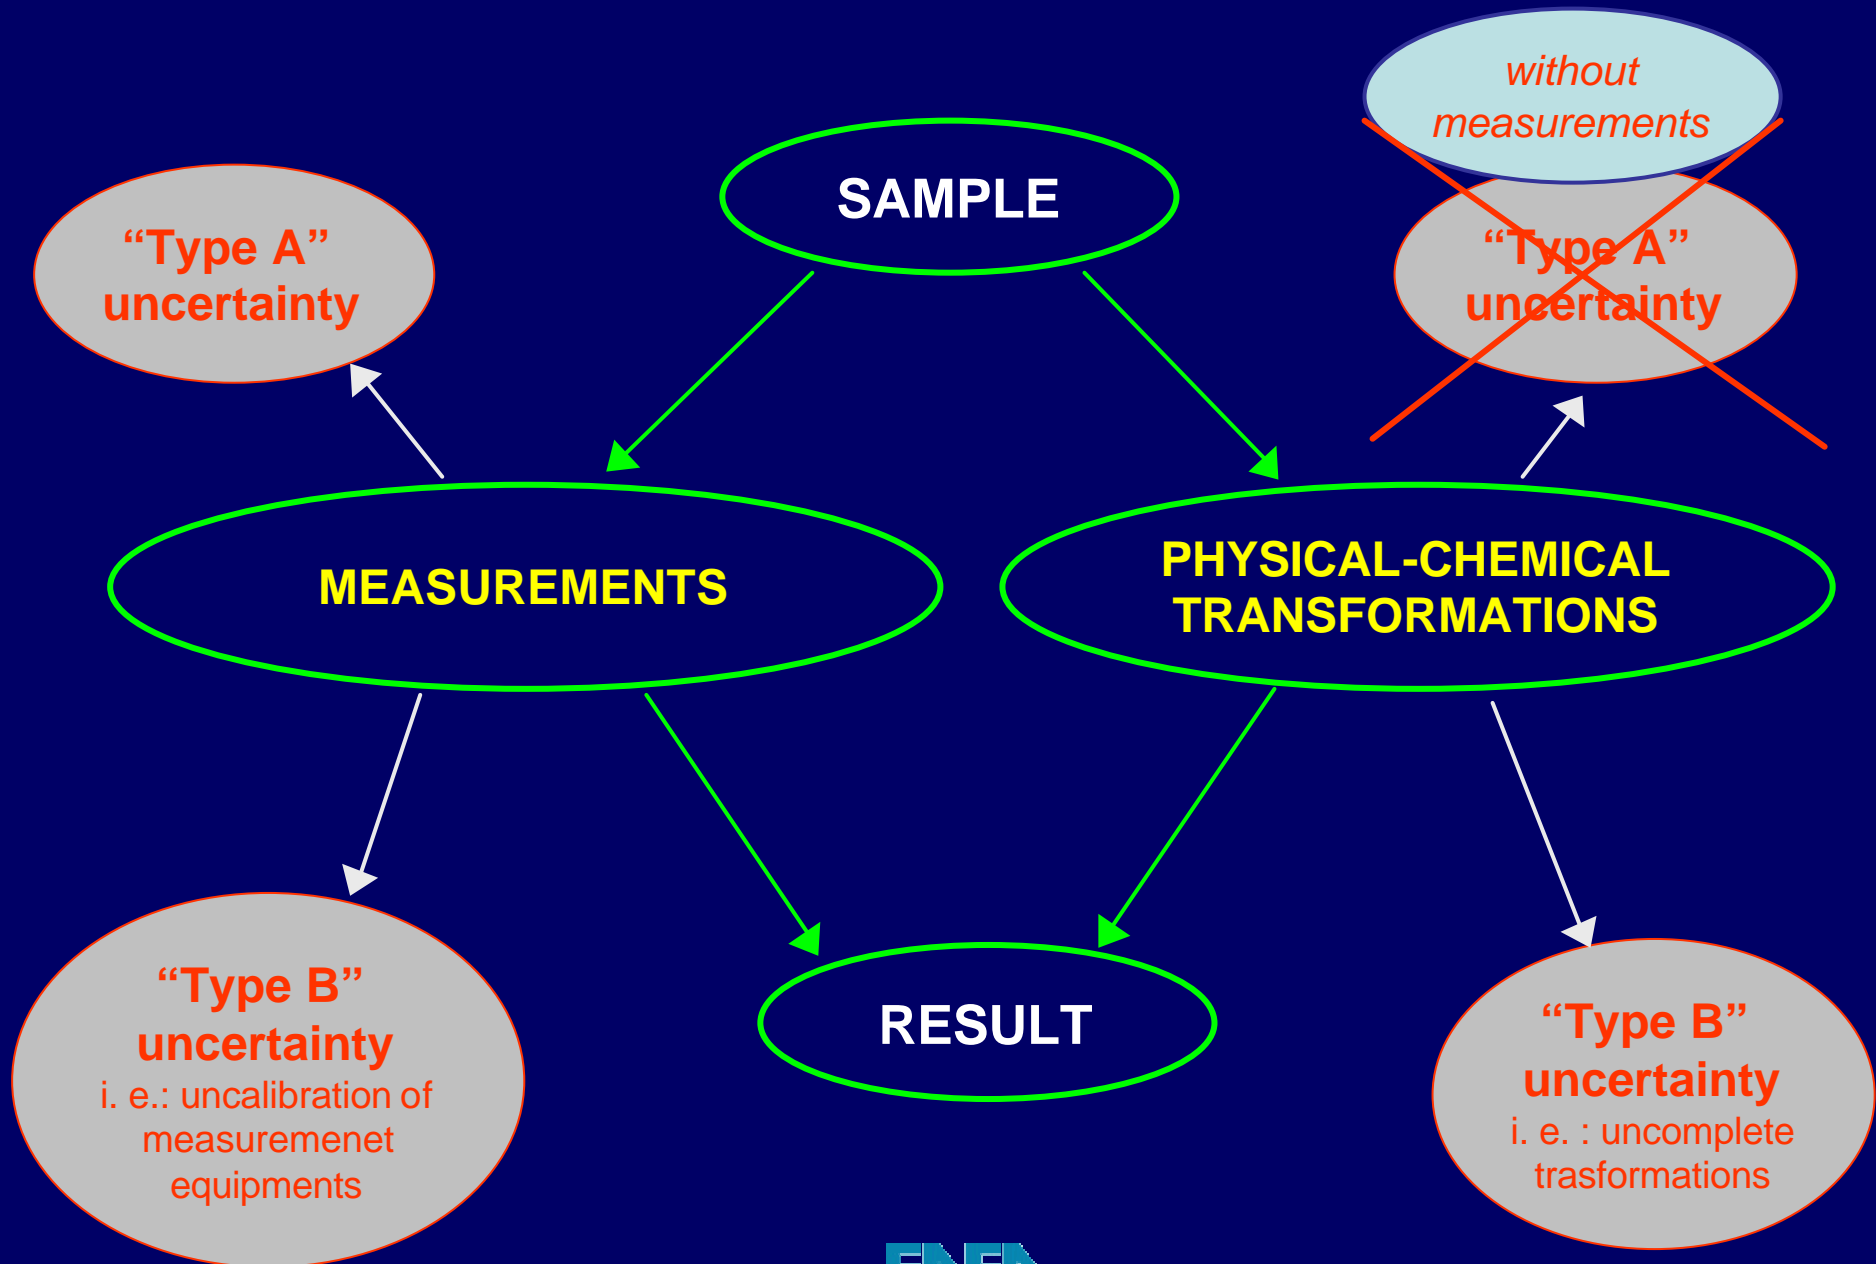 without
measurements
SAMPLE
“Type A”
uncertainty
“Type A”
uncertainty
MEASUREMENTS
PHYSICAL-CHEMICAL
TRANSFORMATIONS
“Type B”
uncertainty
i. e.: uncalibration of
measuremenet
equipments
RESULT
“Type B”
uncertainty
i. e. : uncomplete
trasformations